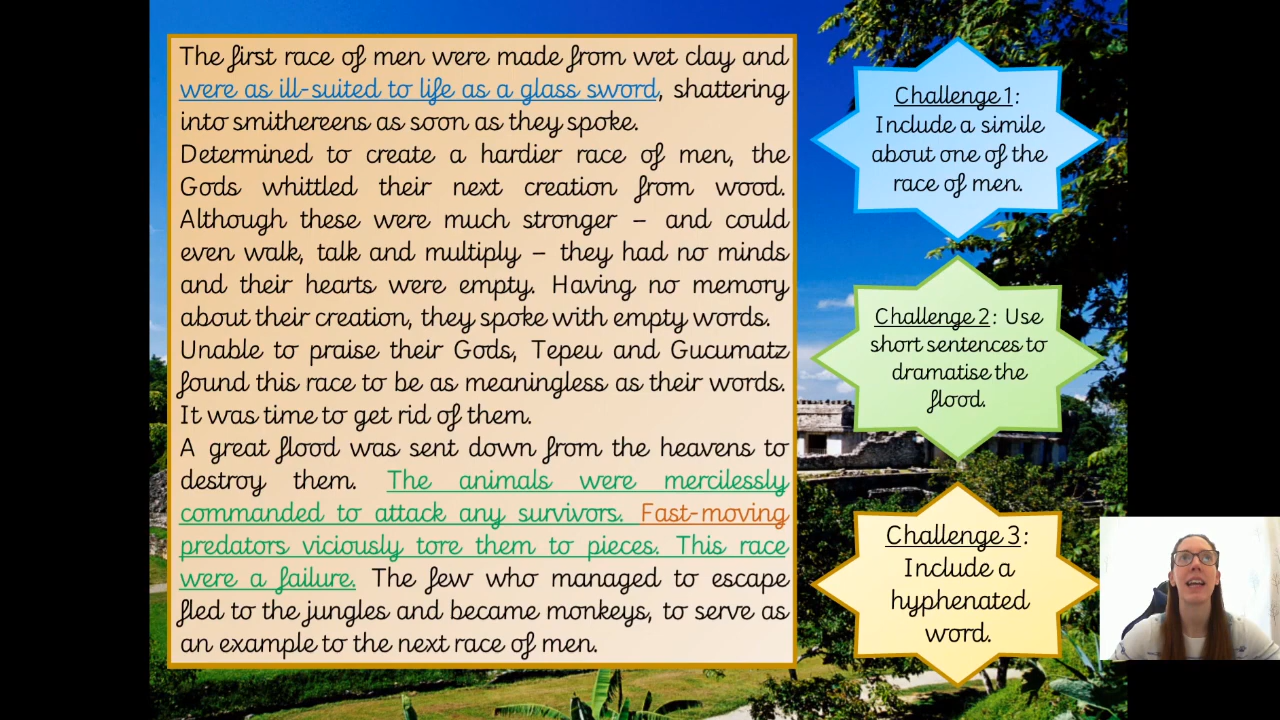 The first race of men were made from wet clay and
were as ill-suited to life as a glass sword, shattering
into smithereens as soon as they spoke.
Determined to create a hardier race of men, the
Gods whittled their next creation from wood.
Although these were much stronger – and could
even walk, talk and multiply – they had no minds
and their hearts were empty. Having no memory
about their creation, they spoke with empty words.
Unable to praise their Gods, Tepeu and Gucumatz
found this race to be as meaningless as their words.
It was time to get rid of them.
A great flood was sent down from the heavens to
destroy them. The animals were mercilessly
commanded to attack any survivors. Fast-moving
predators viciously tore them to pieces. This race
were a failure. The few who managed to escape
fled to the jungles and became monkeys, to serve as
an example to the next race of men.
Challenge 1:
Include a simile
about one of the
race of men.
Challenge 2: Use
short sentences to
dramatise the
flood.
Challenge 3:
Include a
hyphenated
word.